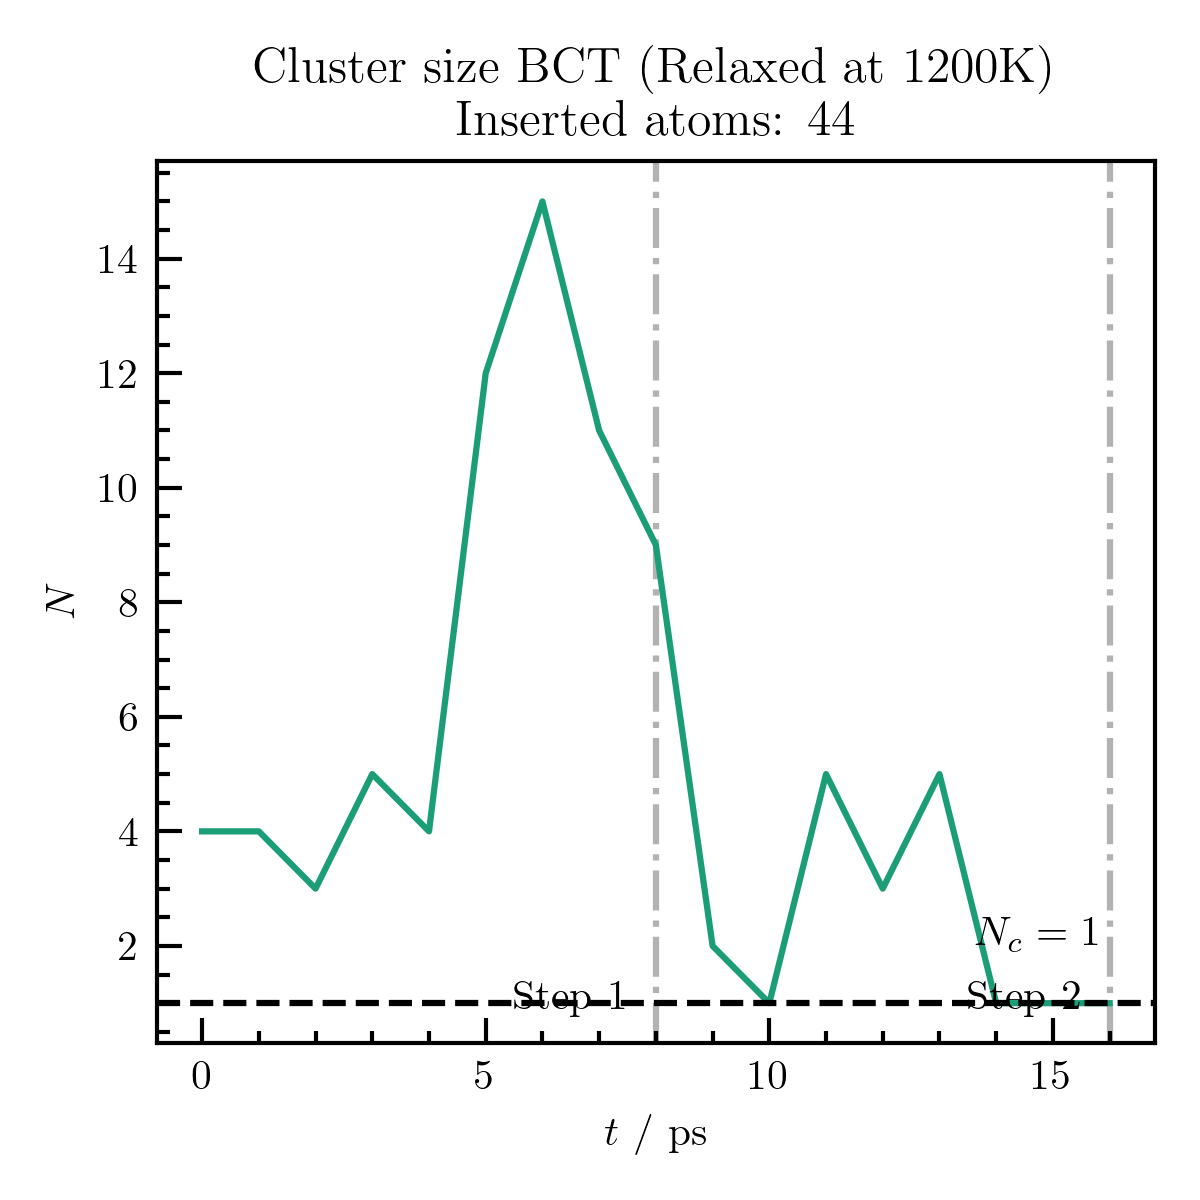 Cluster size BCT (Relaxed at 1200K)
Inserted atoms: 44
14
12
10
8
6
4
2
N
N_c = 1
Step 1
Step 2
0
5
10
15
t / ps